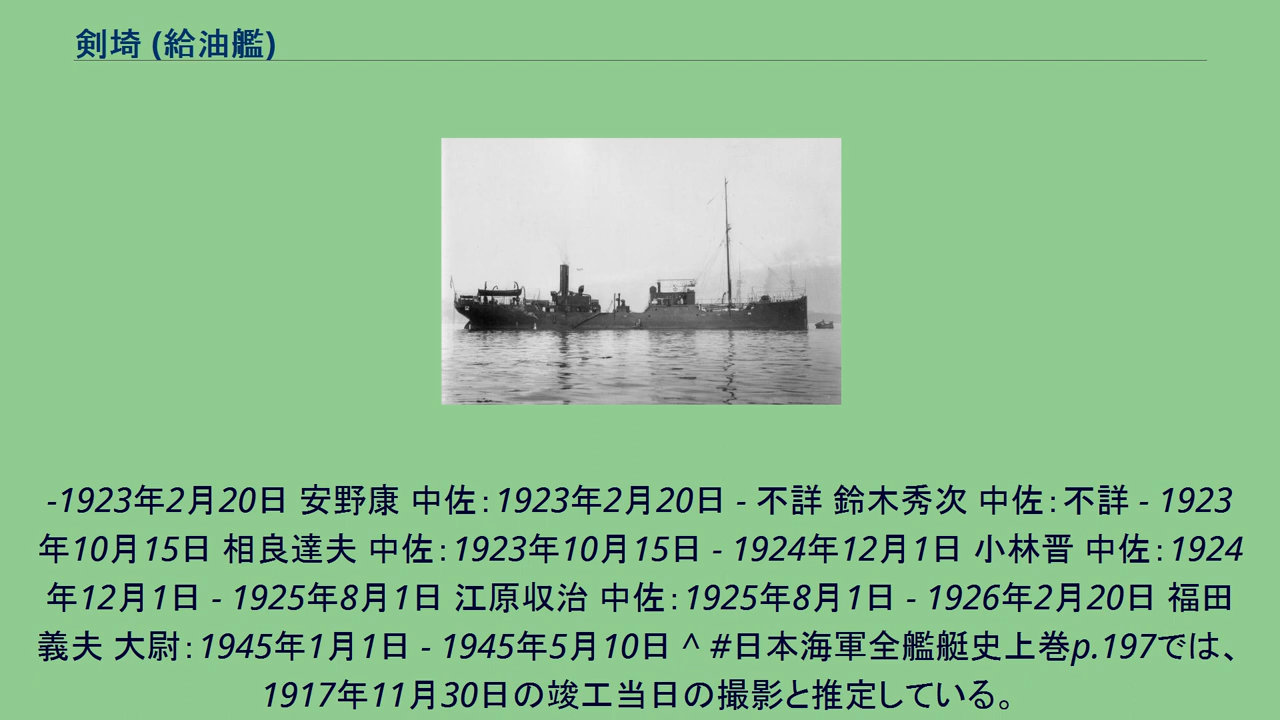 剣埼 (給油艦)
-1923年2月20日 安野康 中佐：1923年2月20日 - 不詳 鈴木秀次 中佐：不詳 - 1923
年10月15日 相良達夫 中佐：1923年10月15日 - 1924年12月1日 小林晋 中佐：1924
年12月1日 - 1925年8月1日 江原収治 中佐：1925年8月1日 - 1926年2月20日 福田
義夫 大尉：1945年1月1日 - 1945年5月10日 ^ #日本海軍全艦艇史上巻p.197では、
1917年11月30日の竣工当日の撮影と推定している。